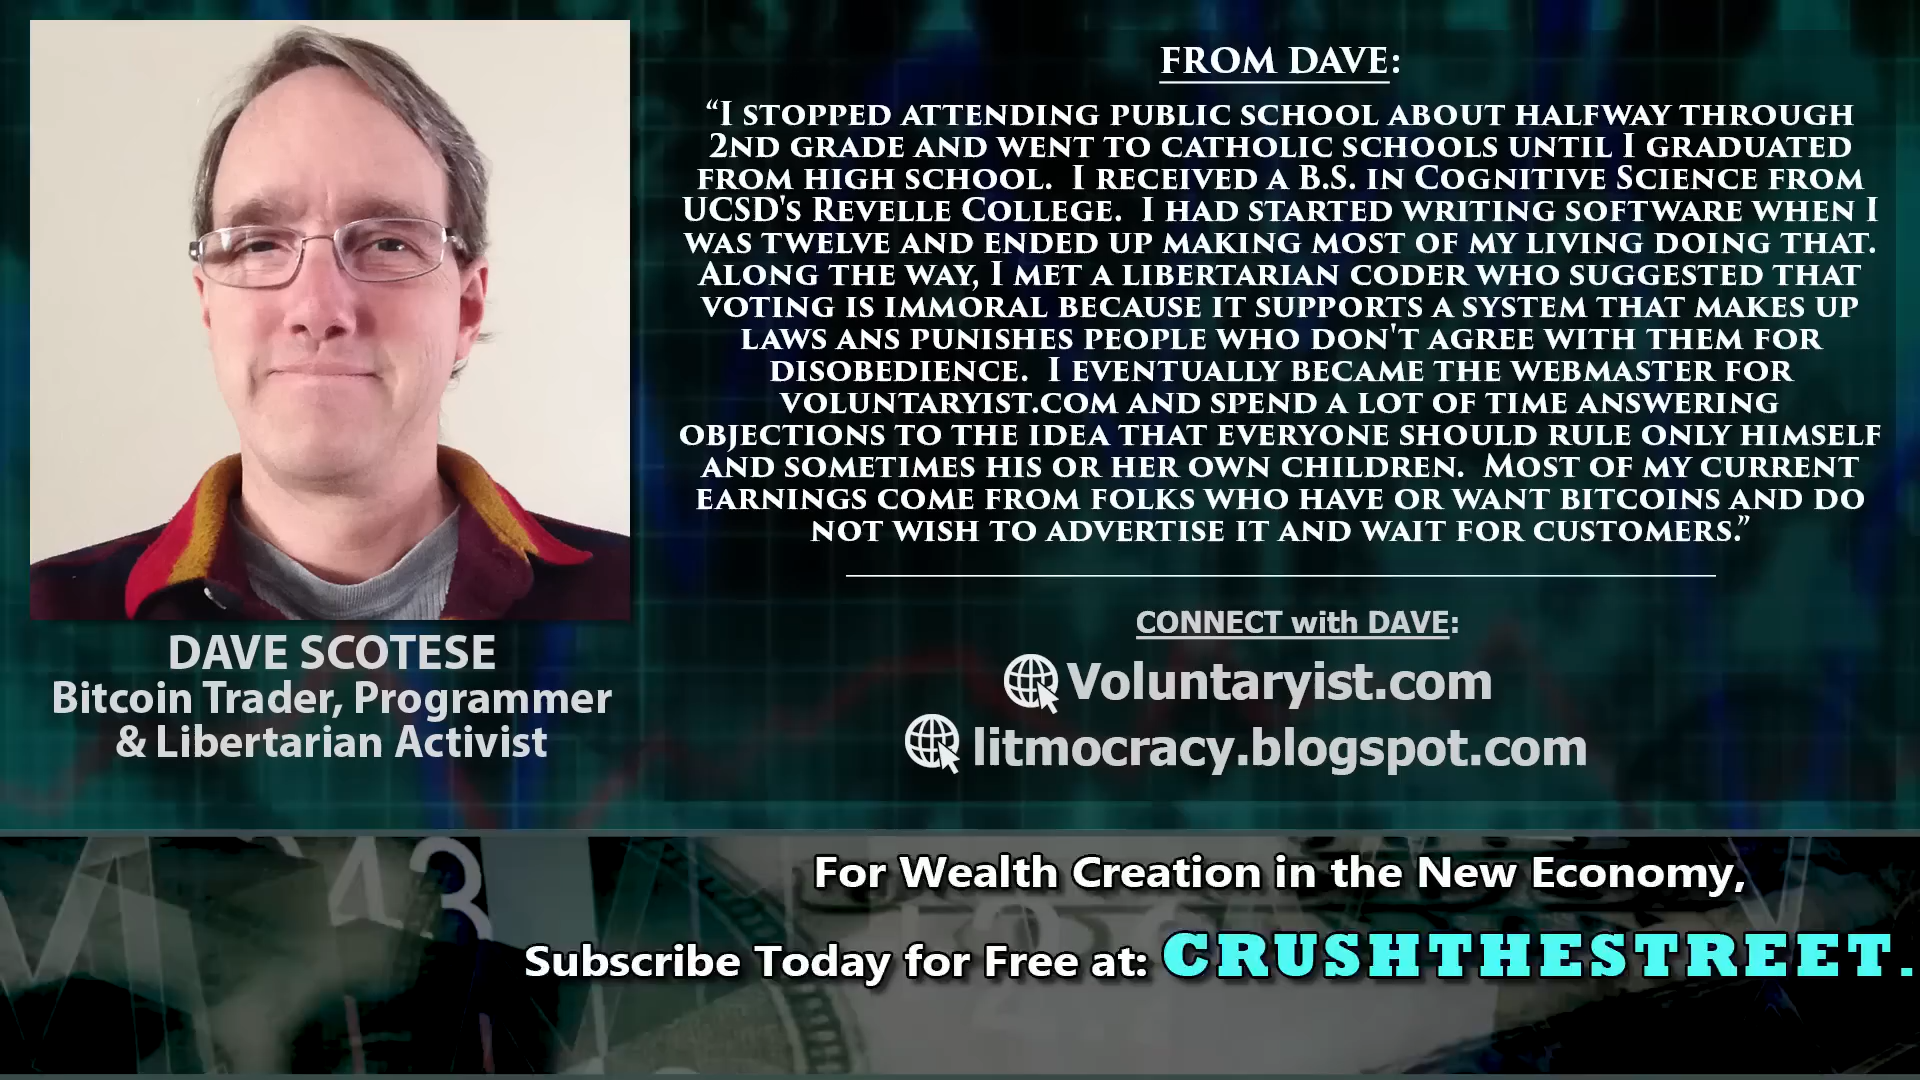 FROM DAVE:
“I STOPPED ATTENDING PUBLIC SCHOOL ABOUT HALFWAY THROUGH
2ND GRADE AND WENT TO CATHOLIC SCHOOLS UNTIL I GRADUATED
FROM HIGH SCHOOL.  I RECEIVED A B.S. IN COGNITIVE SCIENCE FROM
UCSD'S REVELLE COLLEGE.  I HAD STARTED WRITING SOFTWARE WHEN I
WAS TWELVE AND ENDED UP MAKING MOST OF MY LIVING DOING THAT.
ALONG THE WAY, I MET A LIBERTARIAN CODER WHO SUGGESTED THAT
VOTING IS IMMORAL BECAUSE IT SUPPORTS A SYSTEM THAT MAKES UP
LAWS ANS PUNISHES PEOPLE WHO DON'T AGREE WITH THEM FOR
DISOBEDIENCE.  I EVENTUALLY BECAME THE WEBMASTER FOR
VOLUNTARYIST.COM AND SPEND A LOT OF TIME ANSWERING
OBJECTIONS TO THE IDEA THAT EVERYONE SHOULD RULE ONLY HIMSELF
AND SOMETIMES HIS OR HER OWN CHILDREN.  MOST OF MY CURRENT
EARNINGS COME FROM FOLKS WHO HAVE OR WANT BITCOINS AND DO
NOT WISH TO ADVERTISE IT AND WAIT FOR CUSTOMERS.”
CONNECT with DAVE:
Voluntaryist.com
litmocracy.blogspot.com
DAVE SCOTESE
Bitcoin Trader, Programmer
& Libertarian Activist
For Wealth Creation in the New Economy,
Subscribe Today for Free at: CRUSHTHESTREET.
43